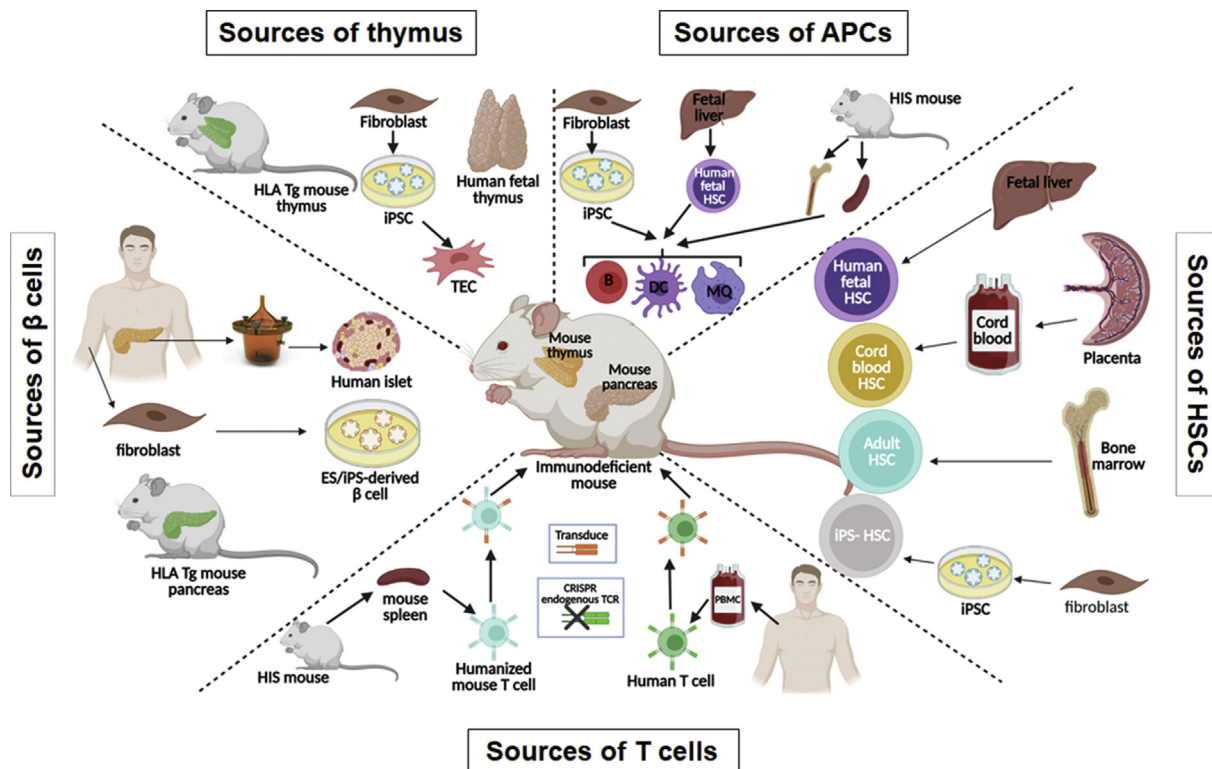 Sources of thymus
Sources of APCs
HLA Tg mouse
thymus
Fibroblast
iPSC
TEC
Human fetal
thymus
Fibroblast
iPSC
Fetal
liver
Human
fetal
HSC
HIS mouse
B
DC
MQ
Sources of β cells
Human islet
fibroblast
ES/iPS-derived
β cell
HLA Tg mouse
pancreas
Mouse
thymus
Mouse
pancreas
Immunodeficient
mouse
Sources of HSCs
Fetal liver
Human
fetal
HSC
Cord
blood
Placenta
Cord
blood
HSC
Adult
HSC
Bone
marrow
iPS- HSC
iPSC
fibroblast
HIS mouse
mouse
spleen
Humanized
mouse T cell
Transduce
CRISPR
endogenous TCR
Human T cell
PBMC
Sources of T cells